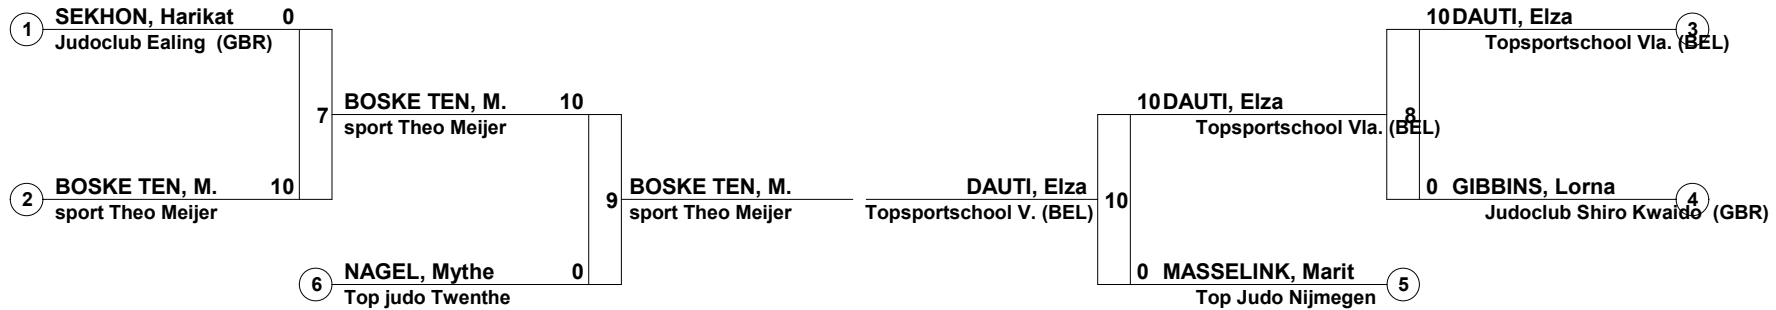 SEKHON, Harikat 0
1
Judoclub Ealing (GBR)
7
BOSKE TEN, M. 10
sport Theo Meijer
BOSKE TEN, M. 10
2
sport Theo Meijer
9
BOSKE TEN, M.
sport Theo Meijer
NAGEL, Mythe 0
6
Top judo Twenthe
10 DAUTI, Elza
3
Topsportschool Vla. (BEL)
10 DAUTI, Elza
8
Topsportschool Vla. (BEL)
DAUTI, Elza
10
Topsportschool V. (BEL)
0 GIBBINS, Lorna
4
Judoclub Shiro Kwaido (GBR)
0 MASSELINK, Marit
5
Top Judo Nijmegen